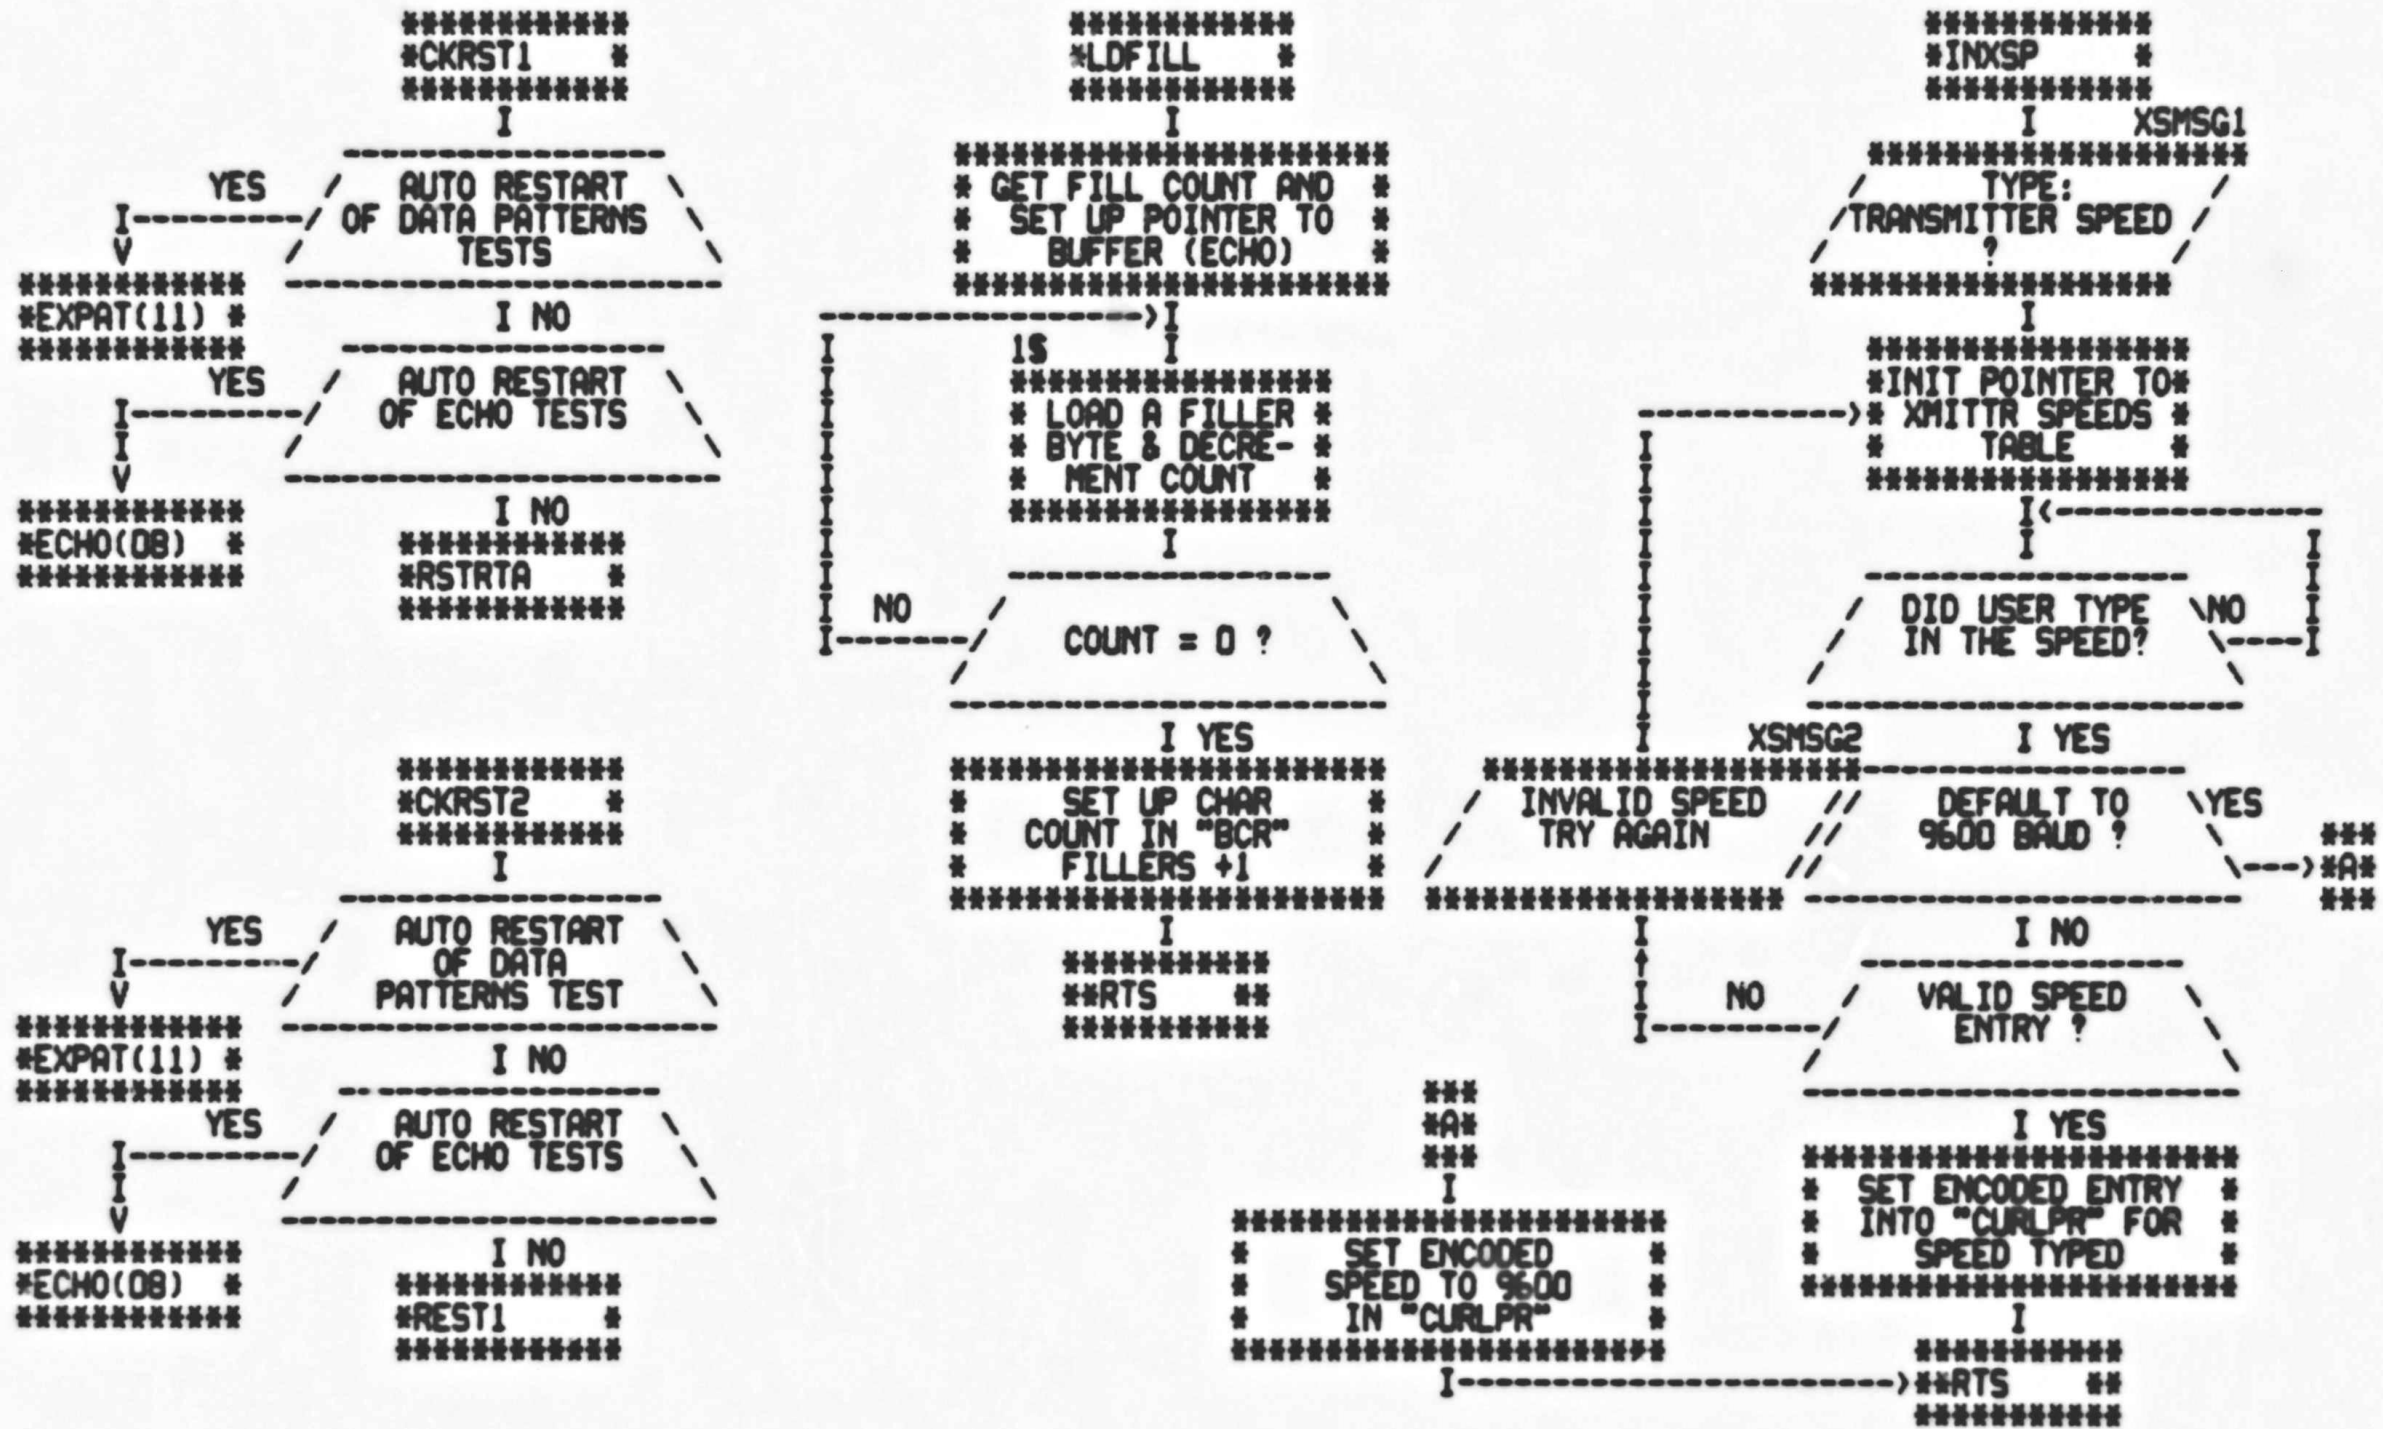 CKRST1
AUTO RESTART
OF DATA PATTERNS
TESTS
YES
EXPAT(11)
NO
AUTO RESTART
OF ECHO TESTS
YES
ECHO(08)
NO
RSTRTA
CKRST2
AUTO RESTART
OF DATA
PATTERNS TEST
YES
EXPAT(11)
NO
AUTO RESTART
OF ECHO TESTS
YES
ECHO(08)
NO
REST1
LDFILL
GET FILL COUNT AND
SET UP POINTER TO
BUFFER (ECHO)
1$
LOAD A FILLER
BYTE & DECRE-
MENT COUNT
NO
COUNT = 0 ?
YES
SET UP CHAR
COUNT IN "BCR"
FILLERS +1
RTS
INXSP
XSMSG1
TYPE:
TRANSMITTER SPEED
?
INIT POINTER TO
XMITTR SPEEDS
TABLE
DID USER TYPE
IN THE SPEED?
NO
YES
XSMSG2
INVALID SPEED
TRY AGAIN
DEFAULT TO
9600 BAUD ?
YES
A
NO
VALID SPEED
ENTRY ?
NO
YES
SET ENCODED ENTRY
INTO "CURLPR" FOR
SPEED TYPED
A
SET ENCODED
SPEED TO 9600
IN "CURLPR"
RTS